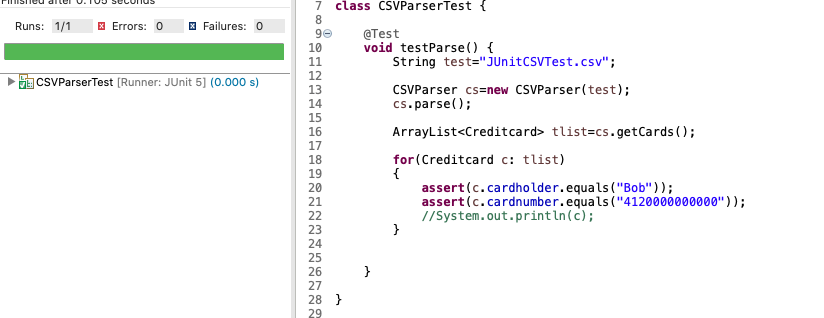 Finished after 0.105 seconds
Runs: 1/1 Errors: 0 Failures: 0
CSVParserTest [Runner: JUnit 5] (0.000 s)
7 class CSVParserTest {
8
9 @Test
10 void testParse() {
11 String test="JUnitCSVTest.csv";
12
13 CSVParser cs=new CSVParser(test);
14 cs.parse();
15
16 ArrayList<Creditcard> tlist=cs.getCards();
17
18 for(Creditcard c: tlist)
19 {
20 assert(c.cardholder.equals("Bob"));
21 assert(c.cardnumber.equals("4120000000000"));
22 //System.out.println(c);
23 }
24
25
26 }
27
28 }
29